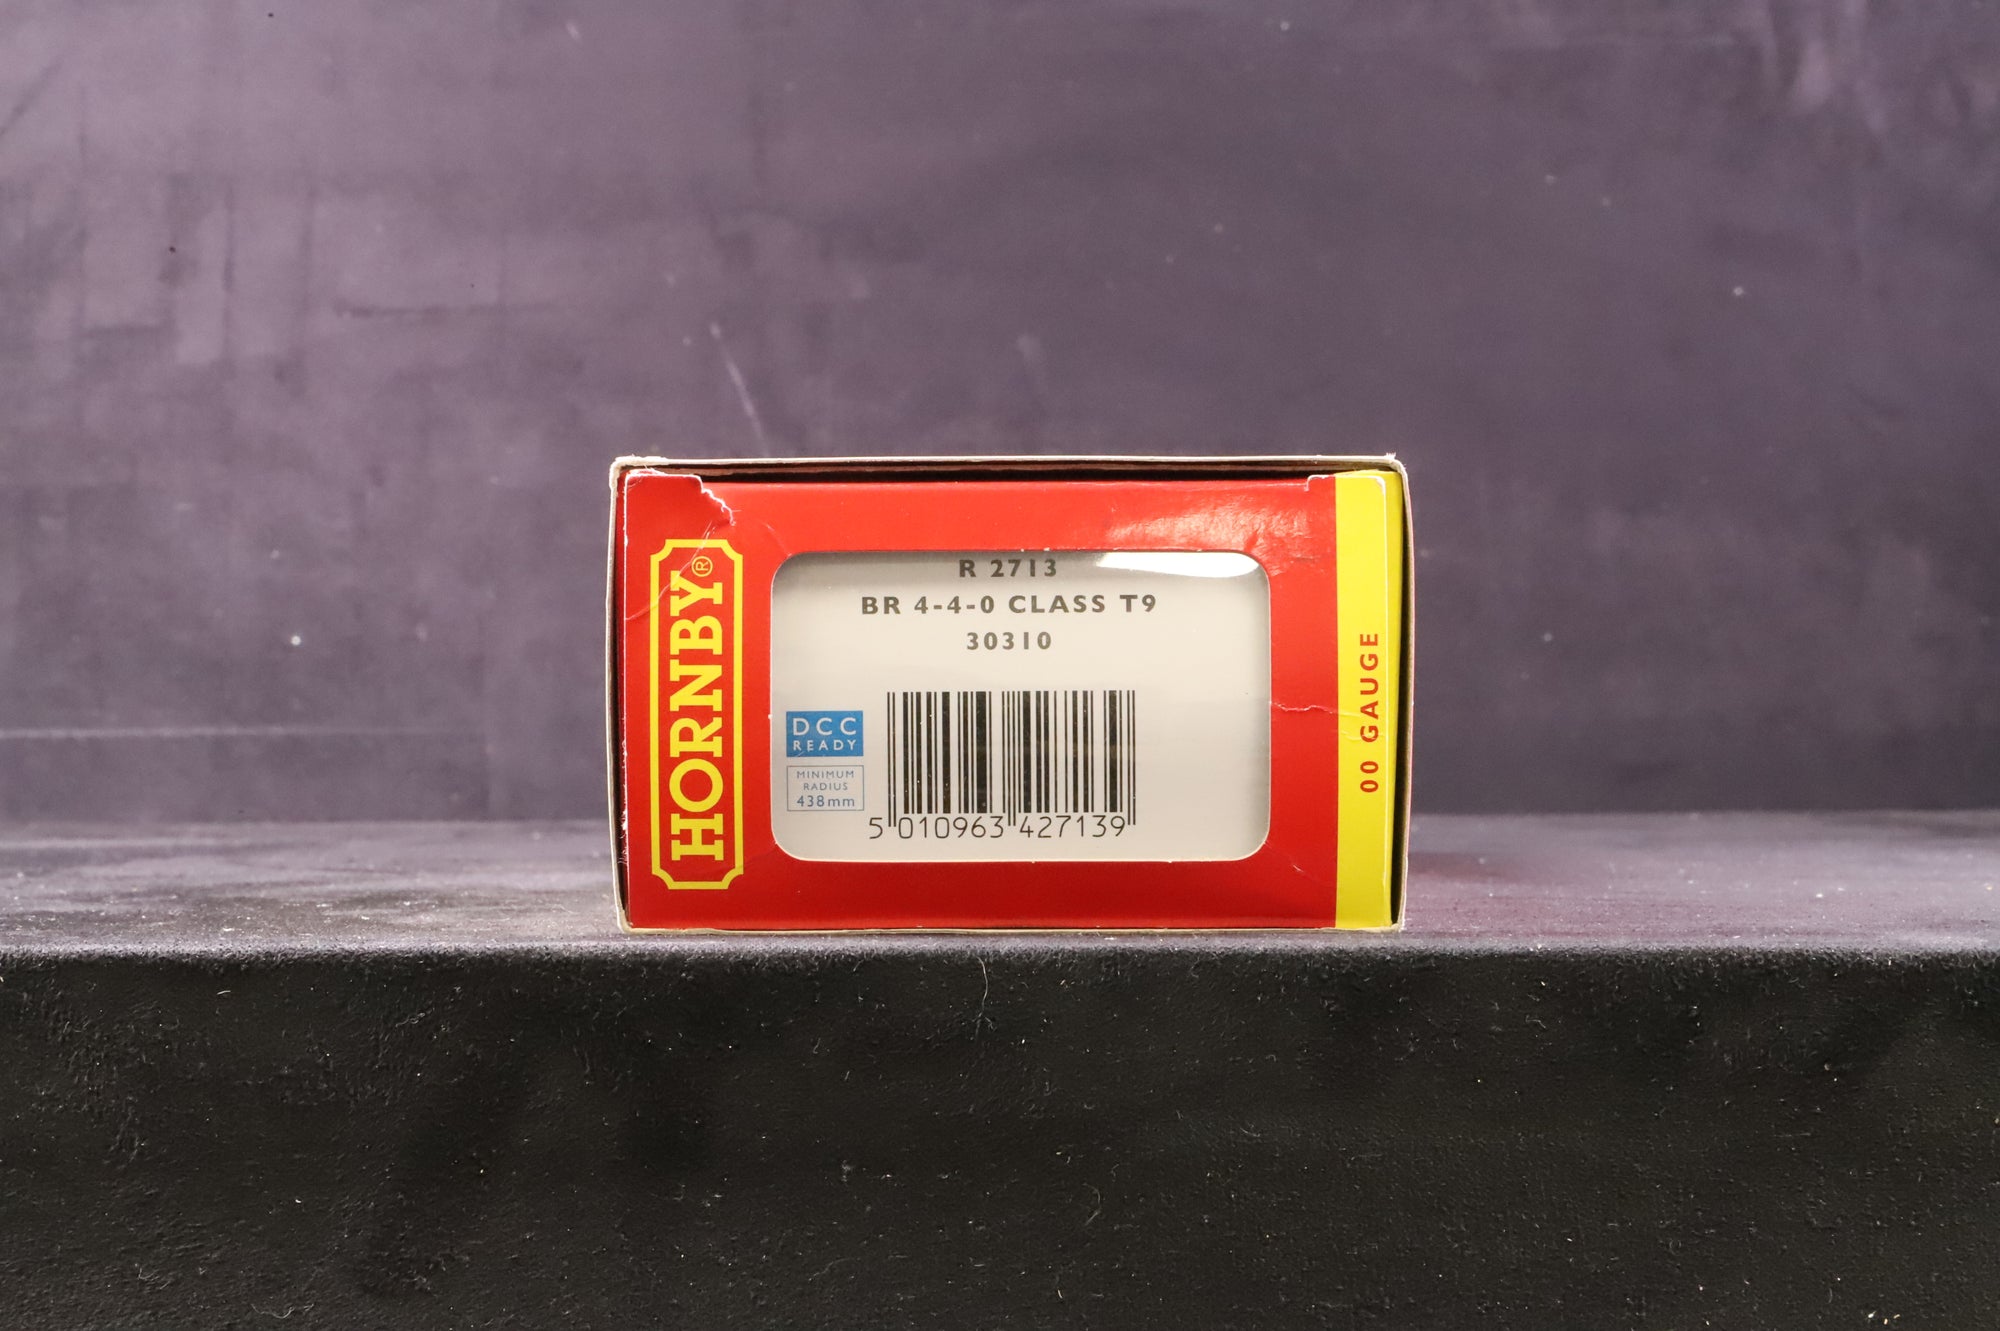 HORNBY®
R 2713
BR 4-4-0 CLASS T9
30310
DCC
READY
MINIMUM
RADIUS
438mm
5 010963 427139
00 GAUGE